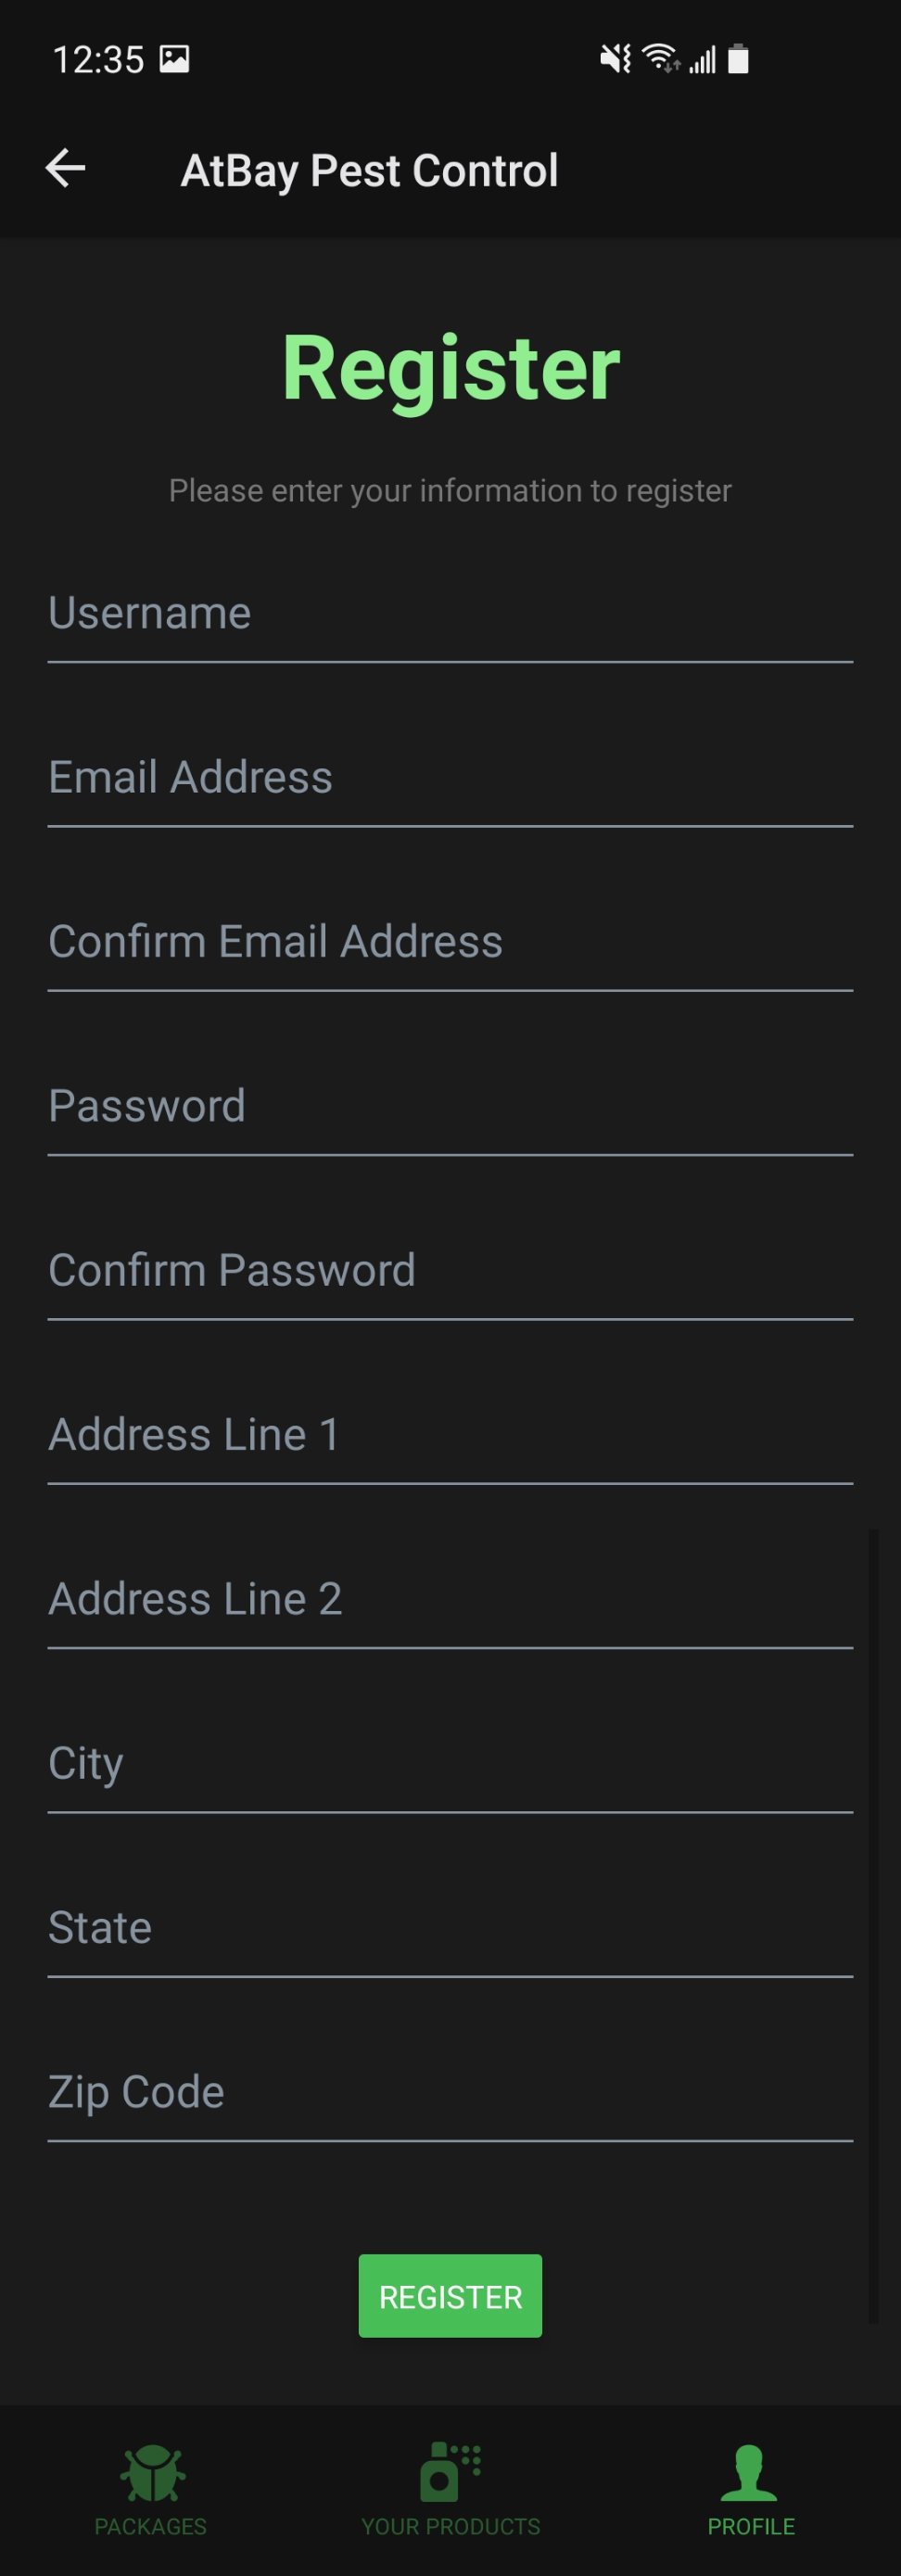 12:35
AtBay Pest Control
Register
Please enter your information to register
Username
Email Address
Confirm Email Address
Password
Confirm Password
Address Line 1
Address Line 2
City
State
Zip Code
REGISTER
PACKAGES YOUR PRODUCTS PROFILE